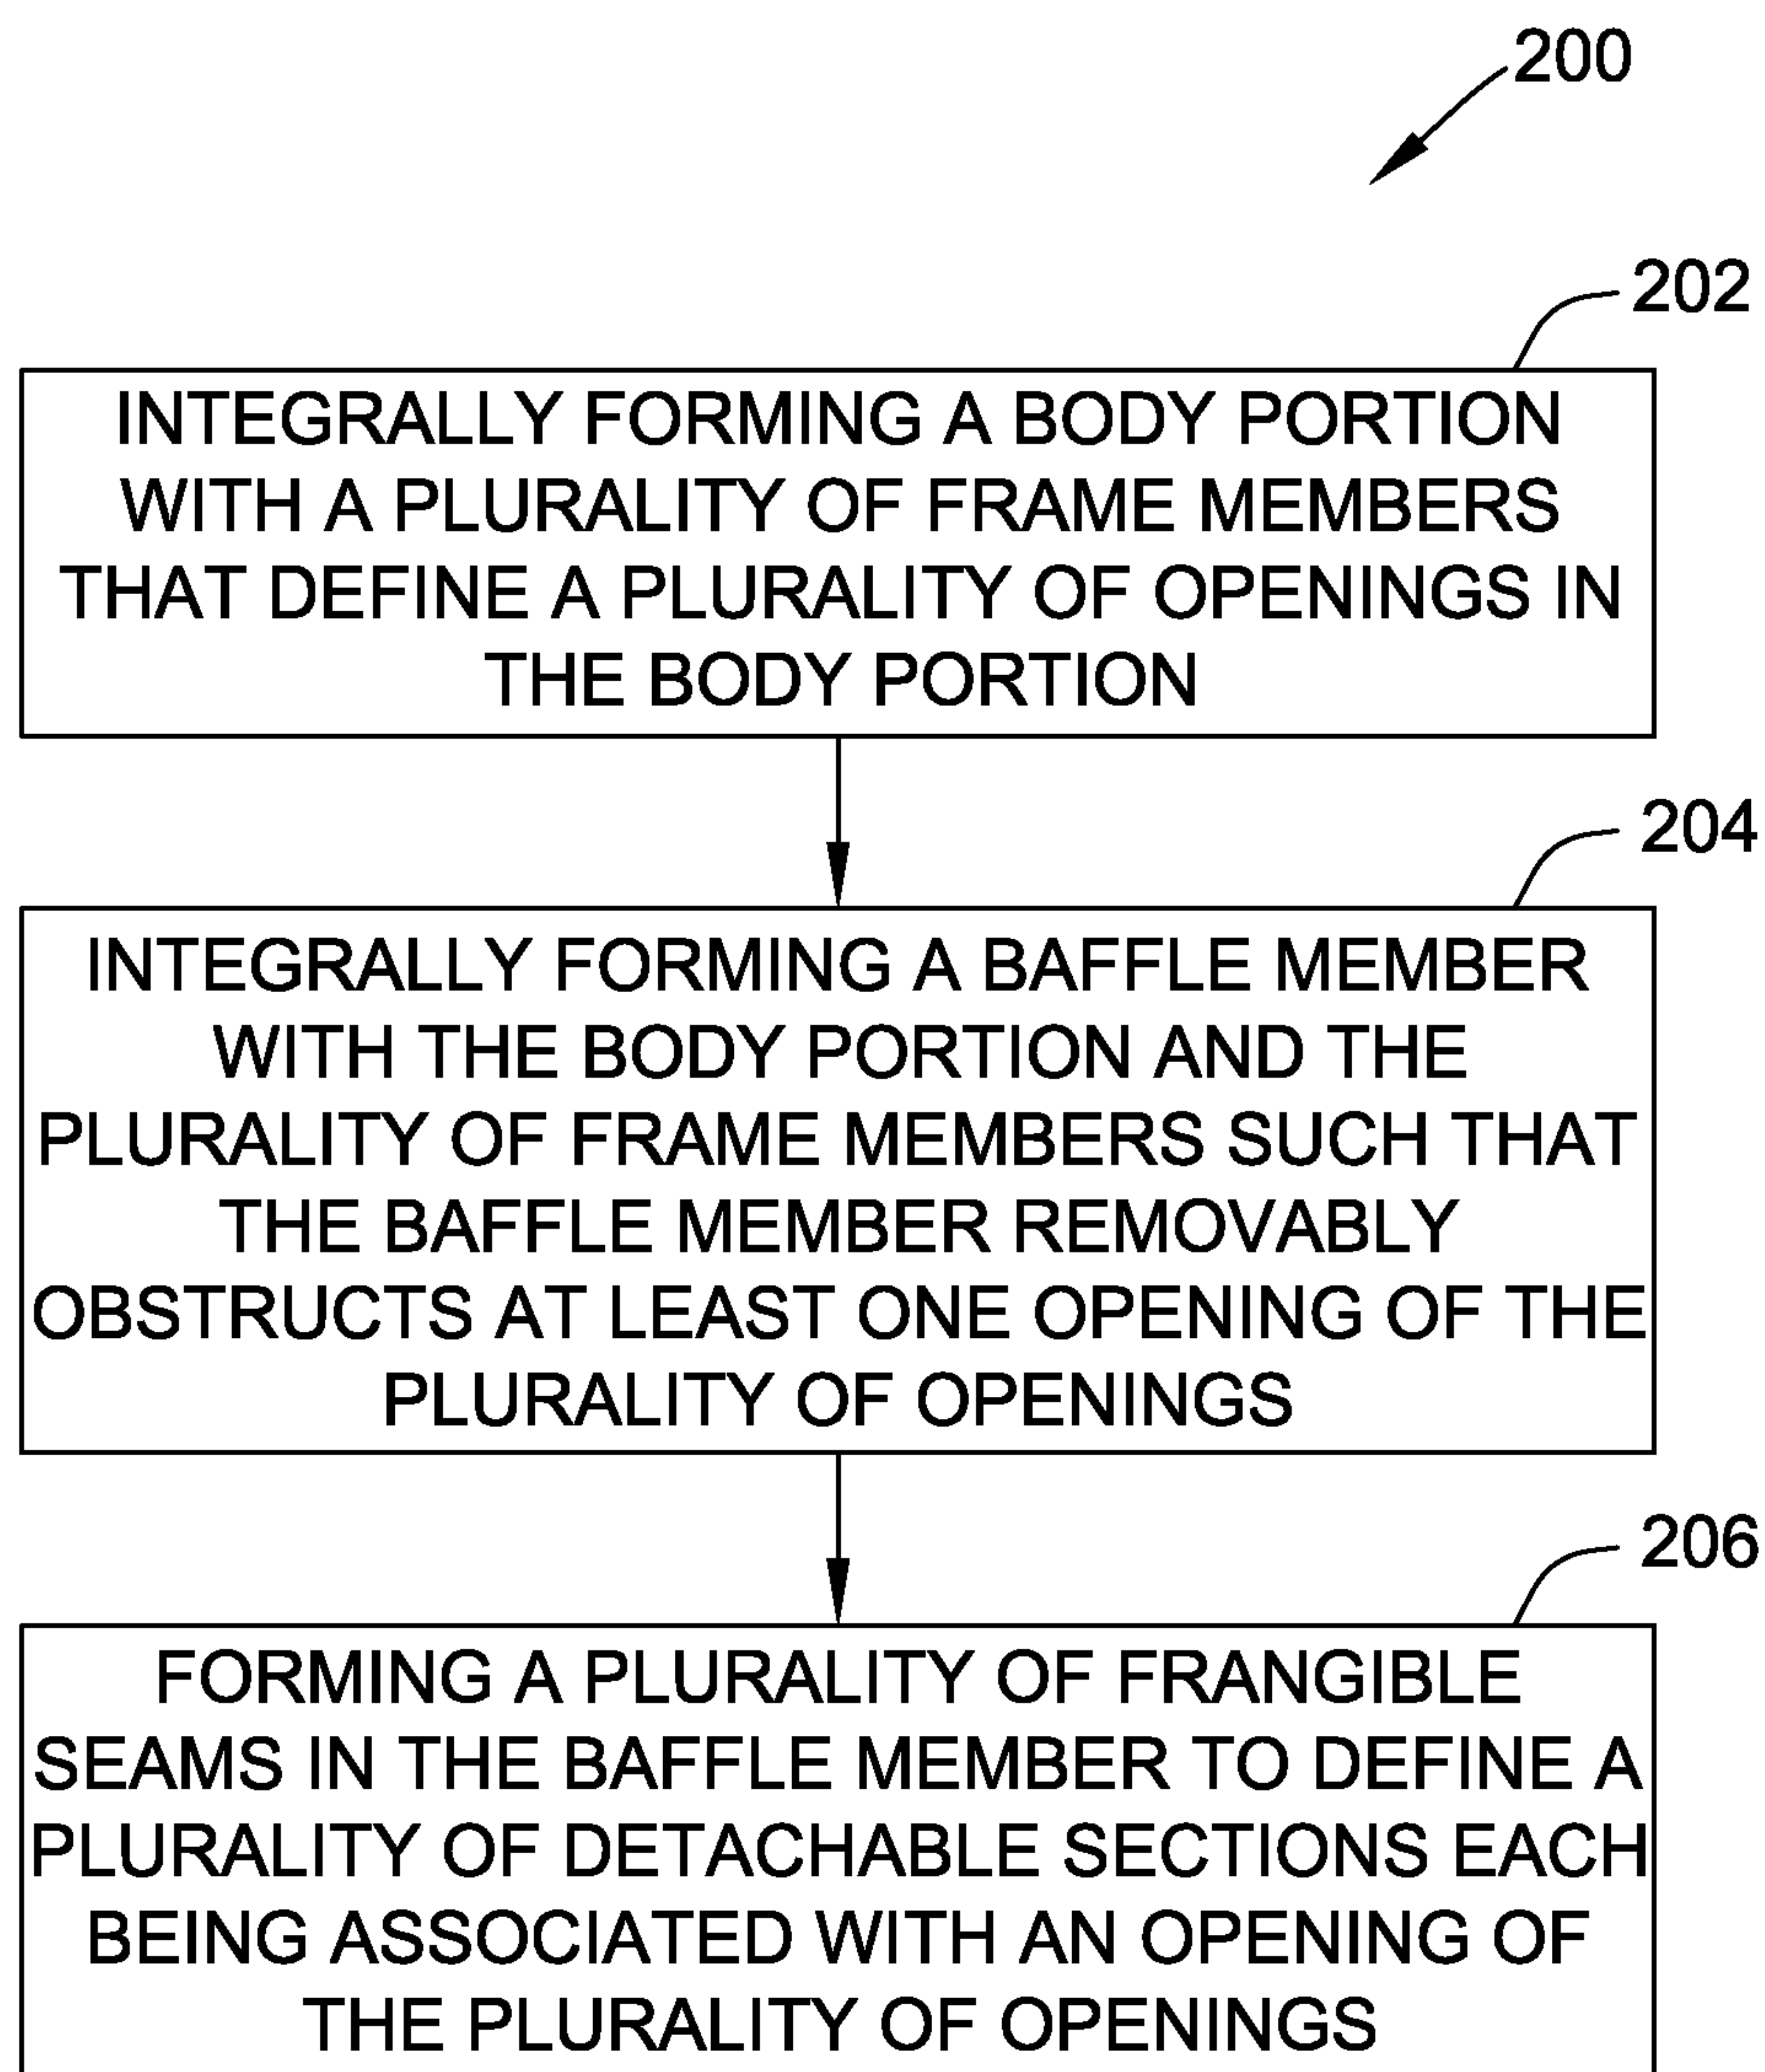 200
202
INTEGRALLY FORMING A BODY PORTION
WITH A PLURALITY OF FRAME MEMBERS
THAT DEFINE A PLURALITY OF OPENINGS IN
THE BODY PORTION
204
INTEGRALLY FORMING A BAFFLE MEMBER
WITH THE BODY PORTION AND THE
PLURALITY OF FRAME MEMBERS SUCH THAT
THE BAFFLE MEMBER REMOVABLY
OBSTRUCTS AT LEAST ONE OPENING OF THE
PLURALITY OF OPENINGS
206
FORMING A PLURALITY OF FRANGIBLE
SEAMS IN THE BAFFLE MEMBER TO DEFINE A
PLURALITY OF DETACHABLE SECTIONS EACH
BEING ASSOCIATED WITH AN OPENING OF
THE PLURALITY OF OPENINGS